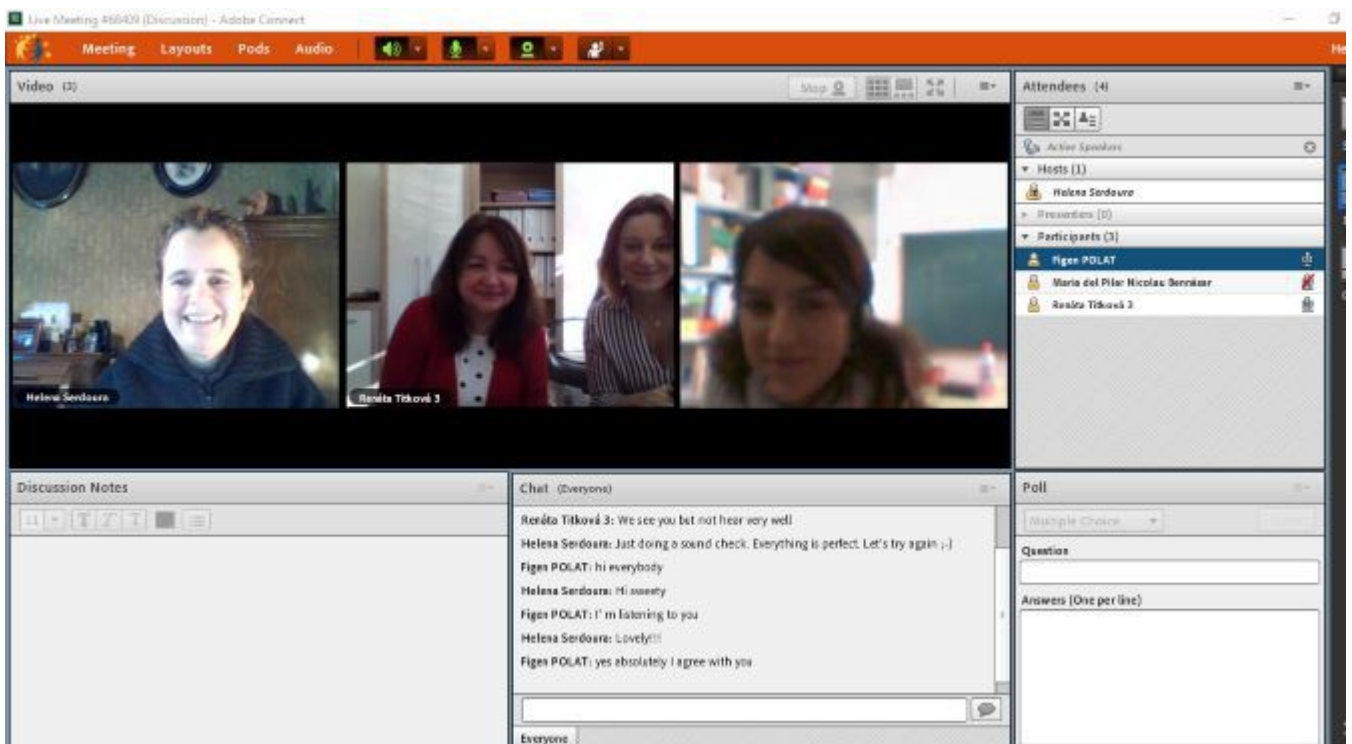 Live Meeting #68409 (Discussion) - Adobe Connect
Meeting Layouts Pods Audio
He
Video (3)
Stop
Attendees (4)
Active Speakers
Hosts (1)
Helena Serdoura
Presenters (0)
Participants (3)
Figen POLAT
Maria del Pilar Nicolau Bennásar
Renáta Titková 3
Helena Serdoura
Renáta Titková 3
Discussion Notes
11
Chat (Everyone)
Renáta Titková 3: We see you but not hear very well
Helena Serdoura: Just doing a sound check. Everything is perfect. Let's try again ;-)
Figen POLAT: hi everybody
Helena Serdoura: Hi sweety
Figen POLAT: I' m listening to you
Helena Serdoura: Lovely!!!
Figen POLAT: yes absolutely I agree with you
Everyone
Poll
Multiple Choice
Question
Answers (One per line)